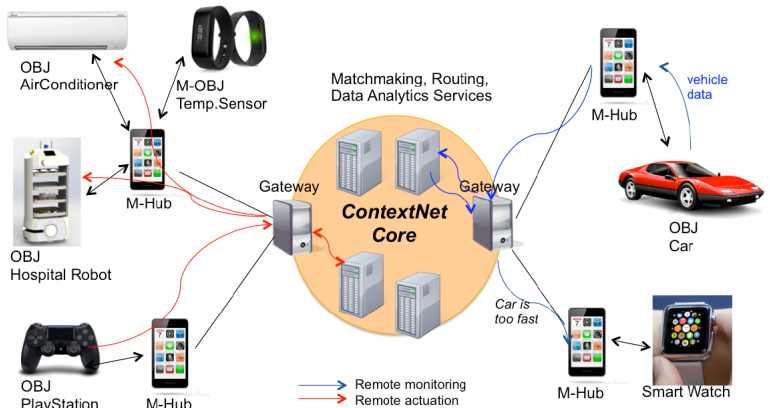 OBJ
AirConditioner
M-OBJ
Temp.Sensor
Matchmaking, Routing,
Data Analytics Services
M-Hub
vehicle
data
M-Hub
Gateway
Gateway
ContextNet
Core
OBJ
Car
OBJ
Hospital Robot
Car is
too fast
OBJ
PlayStation
M-Hub
Remote monitoring
Remote actuation
M-Hub
Smart Watch